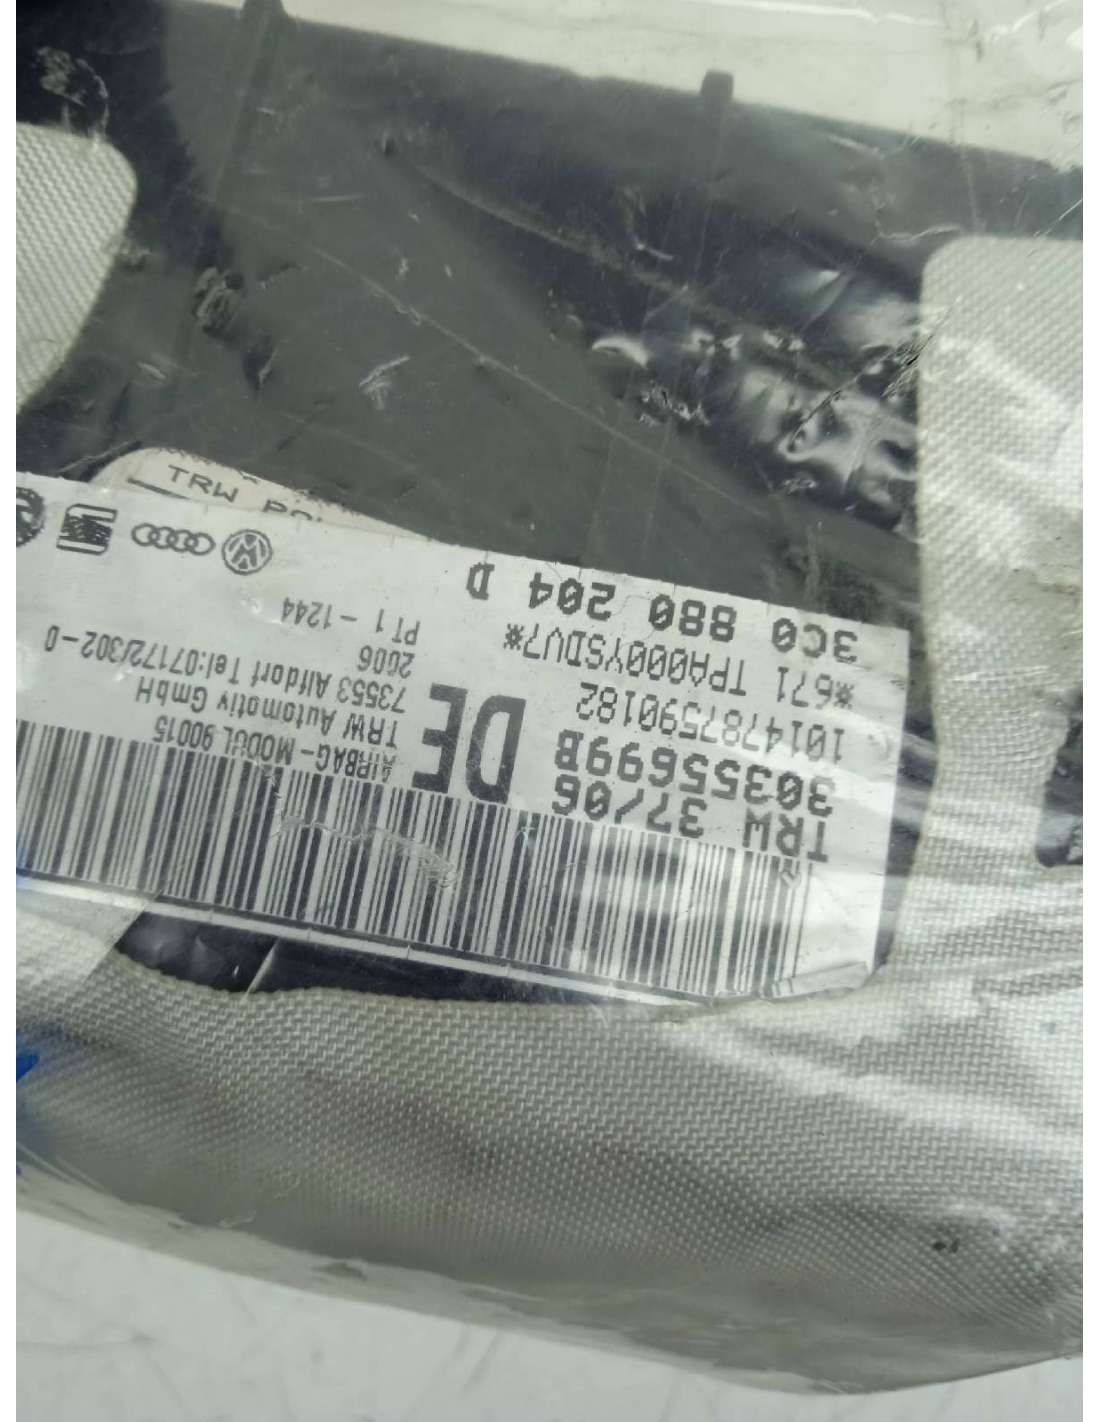 TRW
3C0 880 204 D
*671 TPA000YSDV7*
1014787590182
30355699B
TRW 37/06
DE
PT1 - 1244
2006
73553 Alfdorf Tel:07172/302-0
TRW Automotiv GmbH
AIRBAG-MODUL 90015